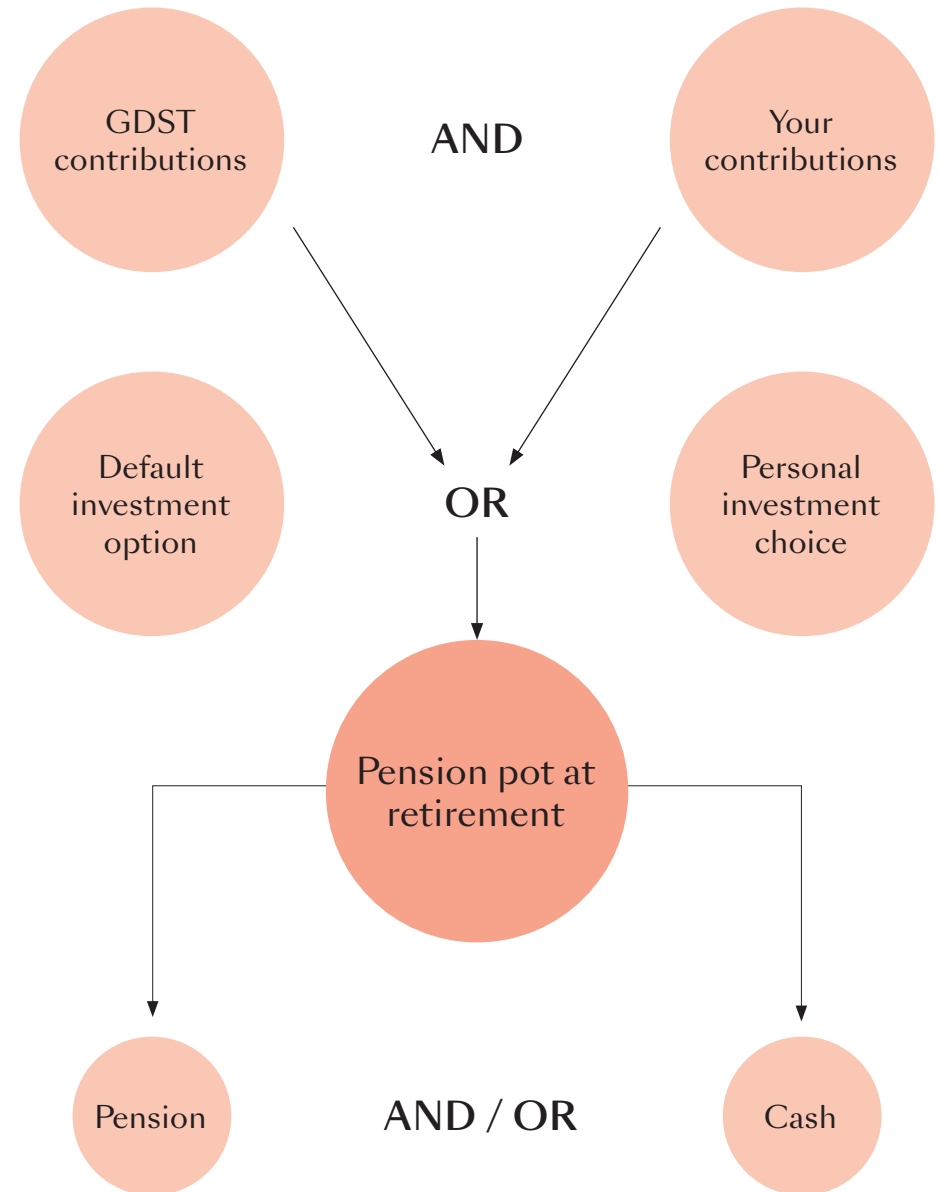 GDST
contributions
AND
Your
contributions
Default
investment
option
OR
Personal
investment
choice
Pension pot at
retirement
Pension
AND / OR
Cash